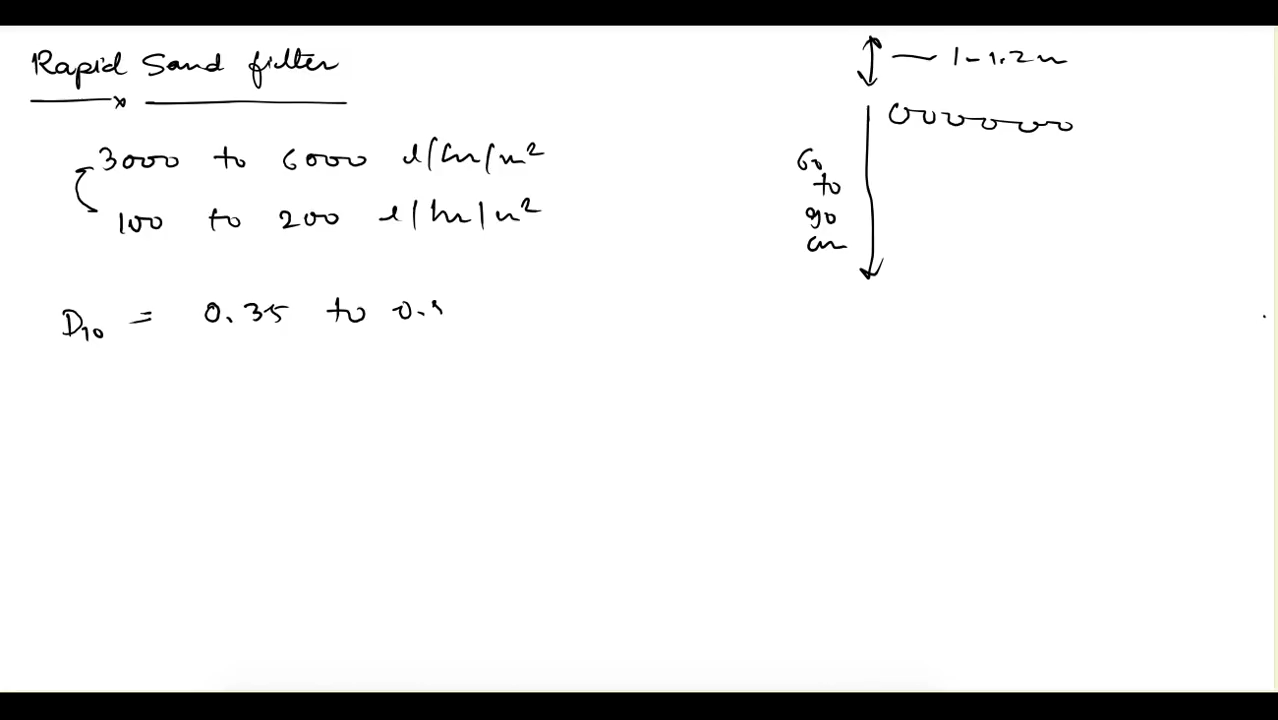 Rapid Sand filter
3000 to 6000 l/hr/m²
100 to 200 l/hr/m²
D₁₀ = 0.35 to 0.
1-1.2m
60
to
90
cm